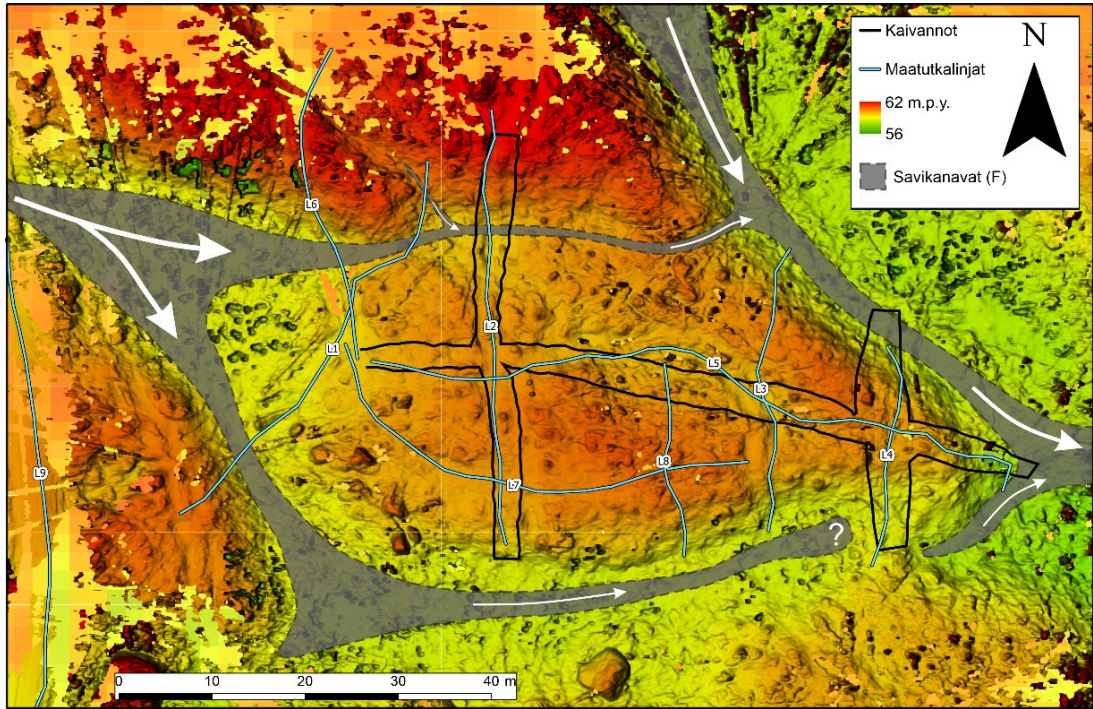 Kaivannot
N
Maatutkalinjat
62 m.p.y.
56
Savikanavat (F)
L6
L1
L2
L5
L3
L4
L8
L7
L9
?
0 10 20 30 40 m